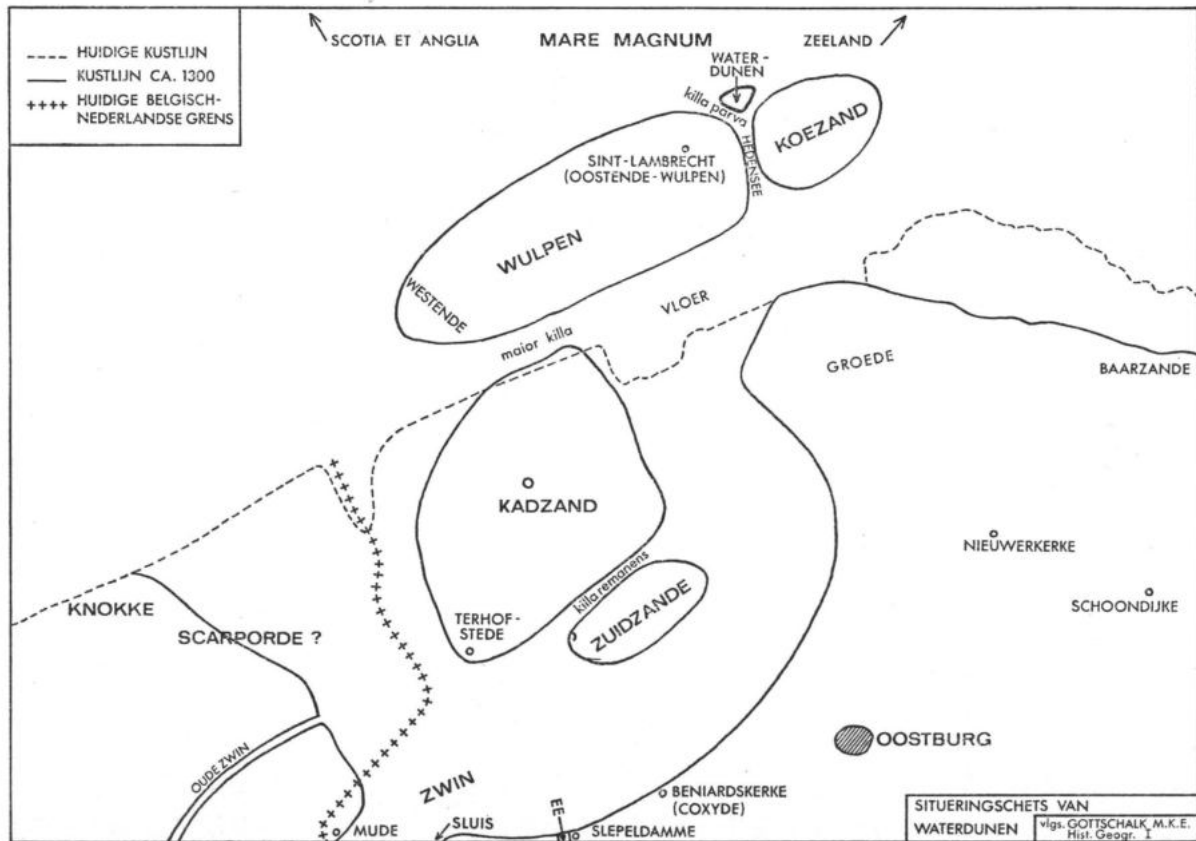 HUIDIGE KUSTLIJN
KUSTLIJN CA. 1300
HUIDIGE BELGISCH-
NEDERLANDSE GRENS
SCOTIA ET ANGLIA
MARE MAGNUM
ZEELAND
WATER-
DUNEN
killa parva
HEDENSEE
KOEZAND
SINT-LAMBRECHT
(OOSTENDE-WULPEN)
WULPEN
WESTENDE
VLOER
maior killa
GROEDE
BAARZANDE
KADZAND
NIEUWERKERKE
killa remanens
SCHOONDIJKE
KNOKKE
ZUIDZANDE
TERHOF-
STEDE
SCARPORDE ?
OOSTBURG
OUDE ZWIN
ZWIN
BENIARDSKERKE
(COXYDE)
EE
MUDE
SLUIS
SLEPELDAMME
SITUERINGSCHETS VAN
WATERDUNEN
vlgs. GOTTSCHALK M.K.E.
Hist. Geogr. I